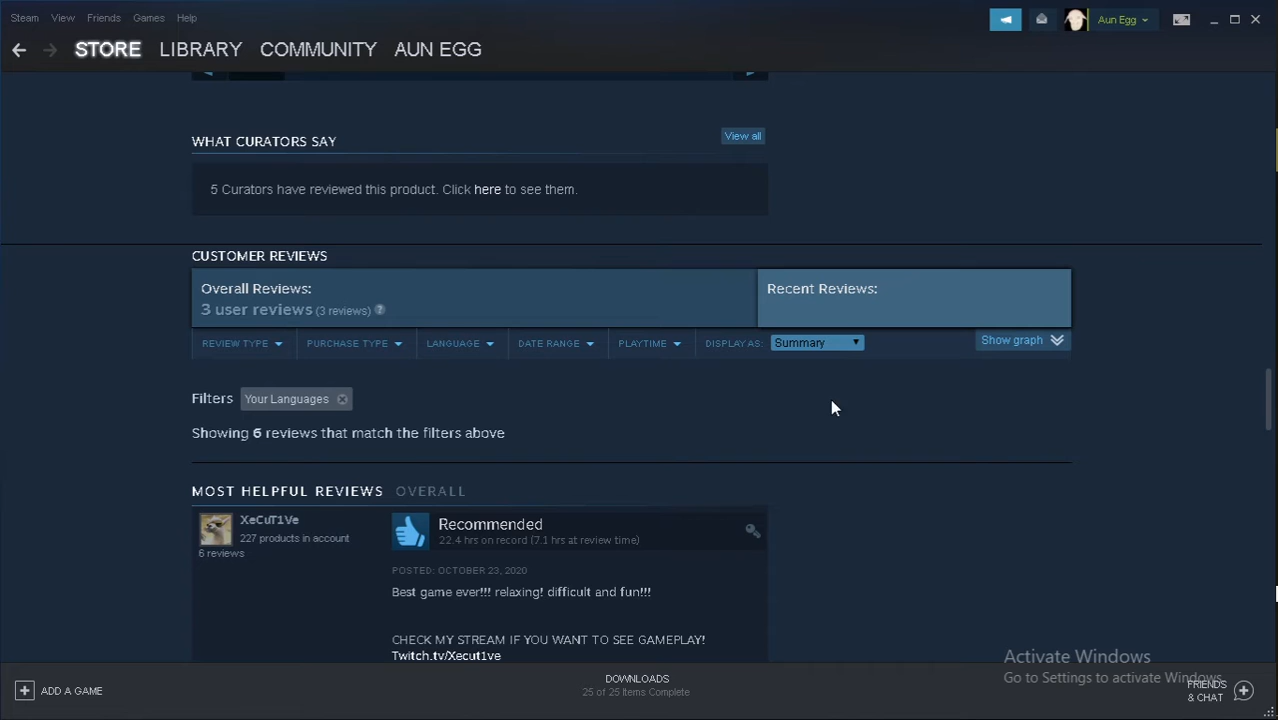 Steam View Friends Games Help
Aun Egg
STORE LIBRARY COMMUNITY AUN EGG
WHAT CURATORS SAY
View all
5 Curators have reviewed this product. Click here to see them.
CUSTOMER REVIEWS
Overall Reviews:
3 user reviews (3 reviews) ?
Recent Reviews:
REVIEW TYPE PURCHASE TYPE LANGUAGE DATE RANGE PLAYTIME DISPLAY AS: Summary Show graph
Filters Your Languages
Showing 6 reviews that match the filters above
MOST HELPFUL REVIEWS OVERALL
XeCuT1Ve
227 products in account
6 reviews
Recommended
22.4 hrs on record (7.1 hrs at review time)
POSTED: OCTOBER 23, 2020
Best game ever!!! relaxing! difficult and fun!!!
CHECK MY STREAM IF YOU WANT TO SEE GAMEPLAY!
Twitch.tv/Xecut1ve
Activate Windows
Go to Settings to activate Windows.
ADD A GAME
DOWNLOADS
25 of 25 Items Complete
FRIENDS
& CHAT